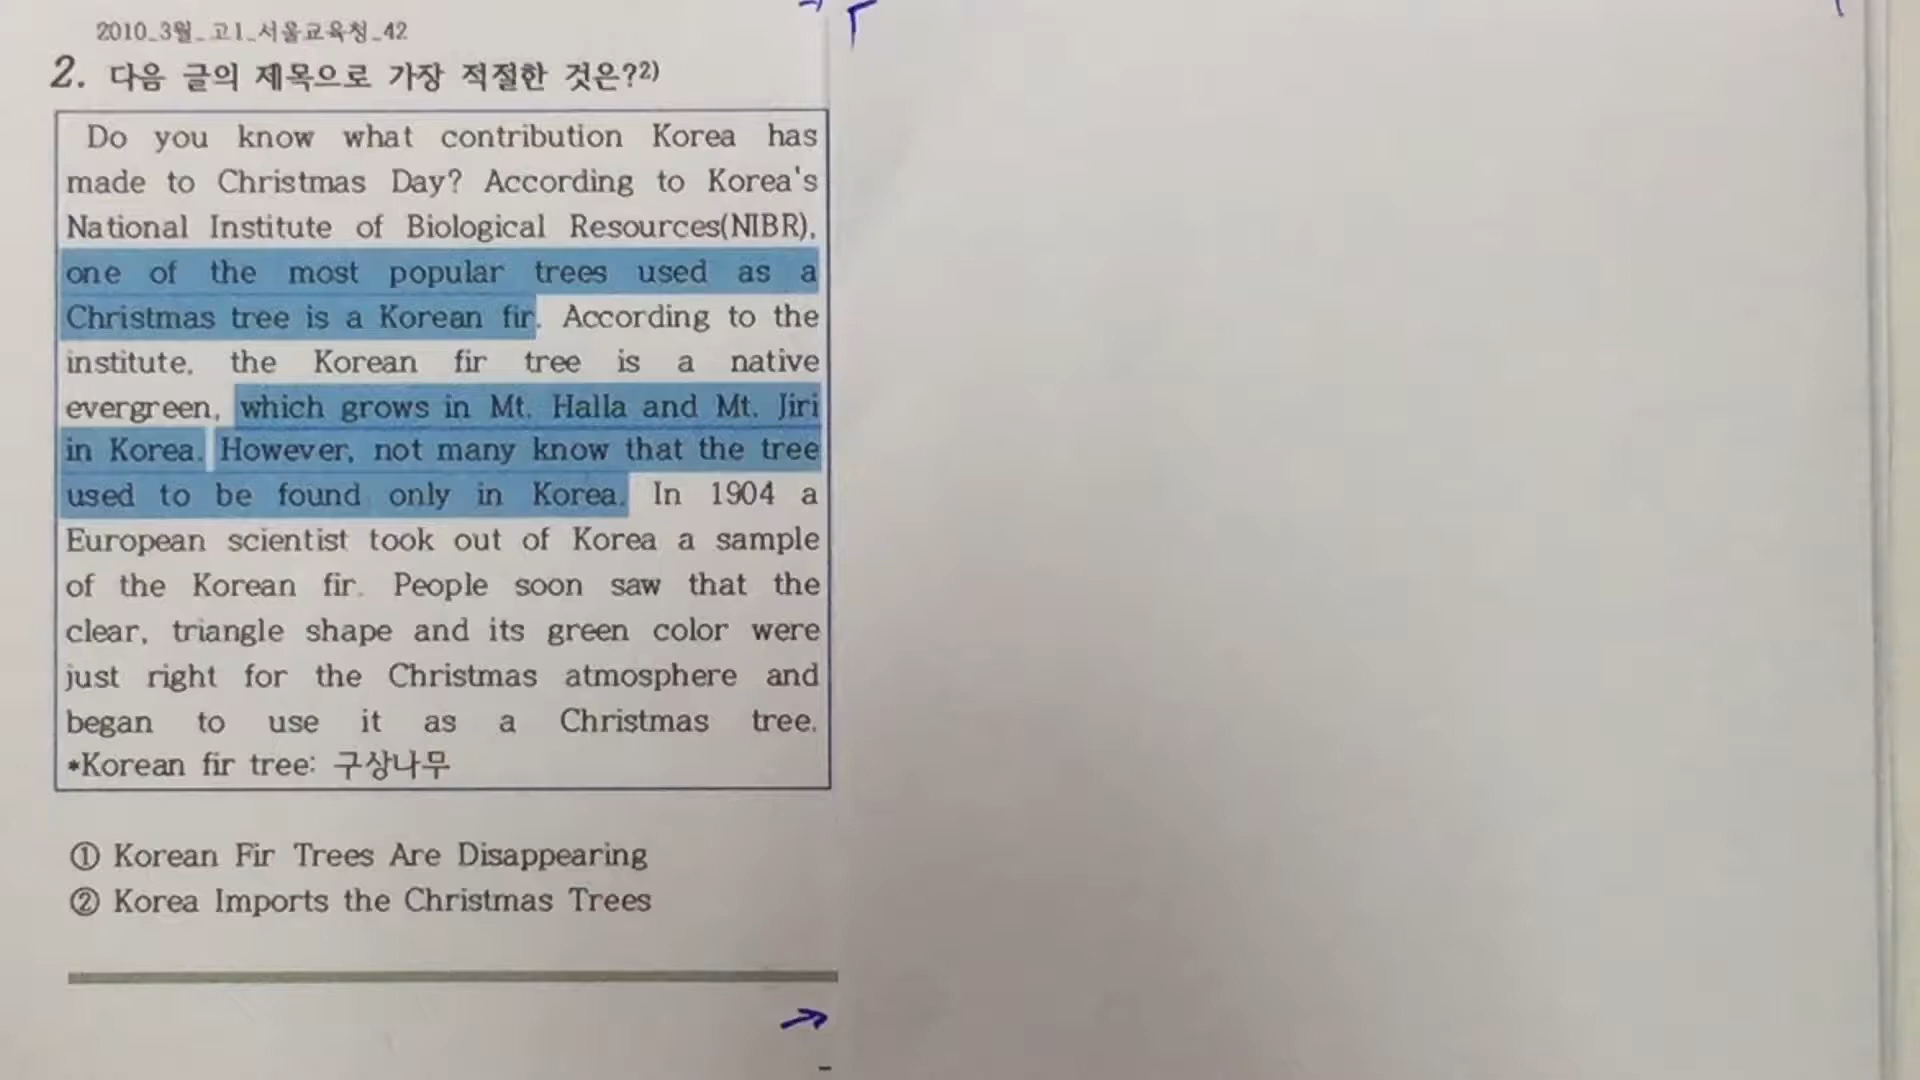 2010_3월_고1_서울교육청_42
2. 다음 글의 제목으로 가장 적절한 것은?2)
Do you know what contribution Korea has
made to Christmas Day? According to Korea's
National Institute of Biological Resources(NIBR),
one of the most popular trees used as a
Christmas tree is a Korean fir. According to the
institute, the Korean fir tree is a native
evergreen, which grows in Mt. Halla and Mt. Jiri
in Korea. However, not many know that the tree
used to be found only in Korea. In 1904 a
European scientist took out of Korea a sample
of the Korean fir. People soon saw that the
clear, triangle shape and its green color were
just right for the Christmas atmosphere and
began to use it as a Christmas tree.
*Korean fir tree: 구상나무
① Korean Fir Trees Are Disappearing
② Korea Imports the Christmas Trees